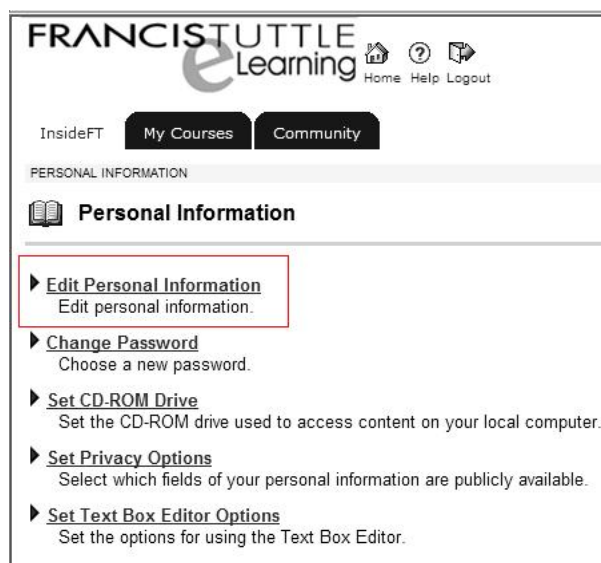 FRANCISTUTTLE
eLearning
Home Help Logout
InsideFT My Courses Community
PERSONAL INFORMATION
Personal Information
Edit Personal Information
Edit personal information.
Change Password
Choose a new password.
Set CD-ROM Drive
Set the CD-ROM drive used to access content on your local computer.
Set Privacy Options
Select which fields of your personal information are publicly available.
Set Text Box Editor Options
Set the options for using the Text Box Editor.